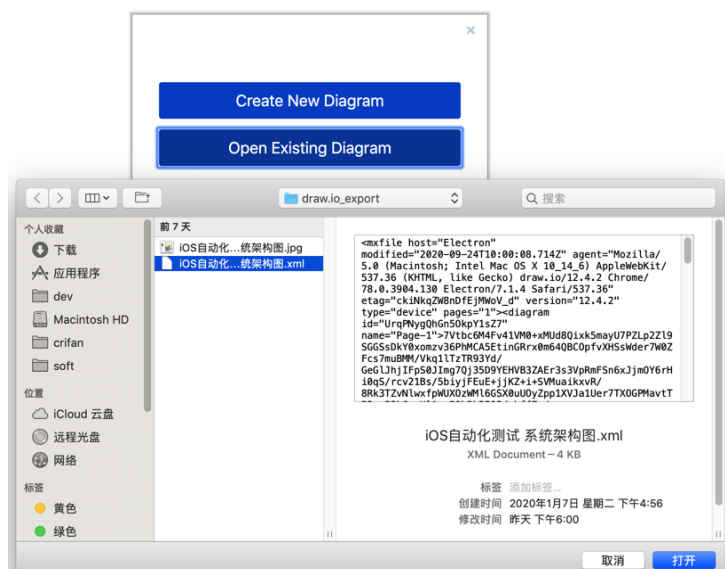 ×
Create New Diagram
Open Existing Diagram
draw.io_export
搜索
个人收藏
下载
应用程序
dev
Macintosh HD
crifan
soft
位置
iCloud 云盘
远程光盘
网络
标签
黄色
绿色
前 7 天
iOS自动化…统架构图.jpg
iOS自动化…统架构图.xml
<mxfile host="Electron"
modified="2020-09-24T10:00:08.714Z" agent="Mozilla/
5.0 (Macintosh; Intel Mac OS X 10_14_6) AppleWebKit/
537.36 (KHTML, like Gecko) draw.io/12.4.2 Chrome/
78.0.3904.130 Electron/7.1.4 Safari/537.36"
etag="ckiNkqZW8nDfEjMWoV_d" version="12.4.2"
type="device" pages="1"><diagram
id="UrqPNygQhGn5OkpY1sZ7"
name="Page-1">7Vtbc6M4Fv41VM0+xMUd8Qixk5mayU7PZLp2Zl9
SGGSsDkY0xomzv36PhMCA5EtinGRrx0m64QBCOpfvXHSsWder7W0Z
Fcs7muBMM/Vkq1lTzTR93Yd/
GeGlJhjIFpS0JImg7Qj35D9YEHVB3ZAEr3s3VpRmFSn6xJjmOY6rH
i0qS/rcv21Bs/5biyjFEuE+jjKZ+i+SVMuaikxvR/
8Rk3TZvNlwxfpWUXOzWMl6GSX0uUOyZpp1XVJa1Uer7TXOGPMavtT
iOS自动化测试 系统架构图.xml
XML Document — 4 KB
标签 添加标签…
创建时间 2020年1月7日 星期二 下午4:56
修改时间 昨天 下午6:00
取消
打开